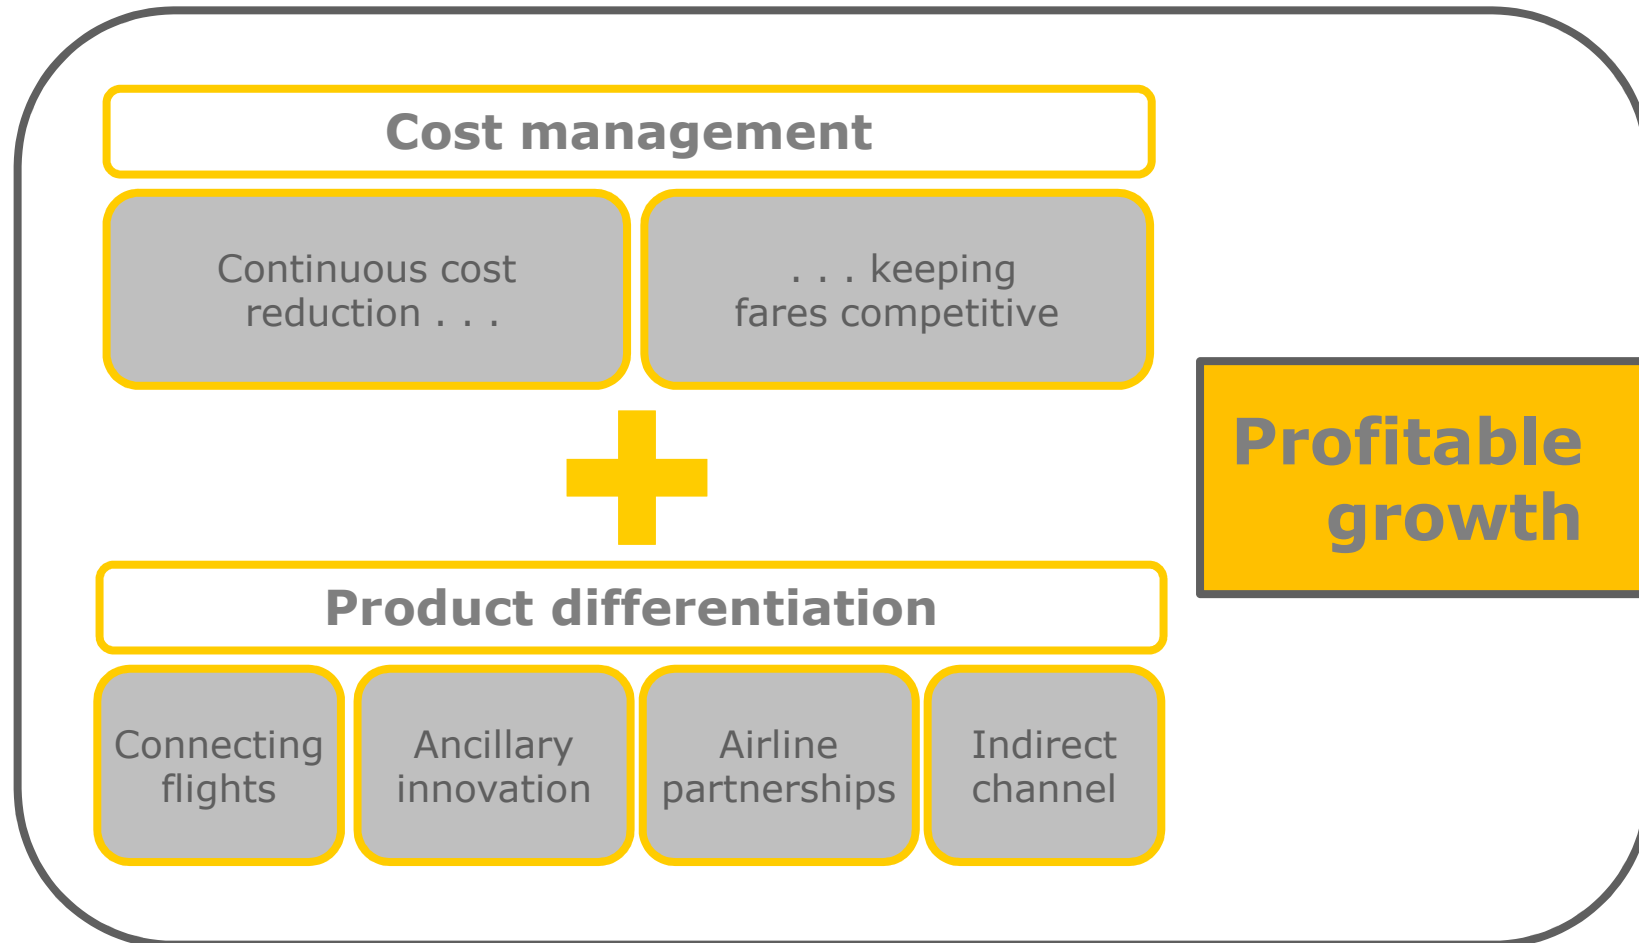 Cost management
Continuous cost
reduction . . .
. . . keeping
fares competitive
Profitable
growth
Product differentiation
Connecting
flights
Ancillary
innovation
Airline
partnerships
Indirect
channel